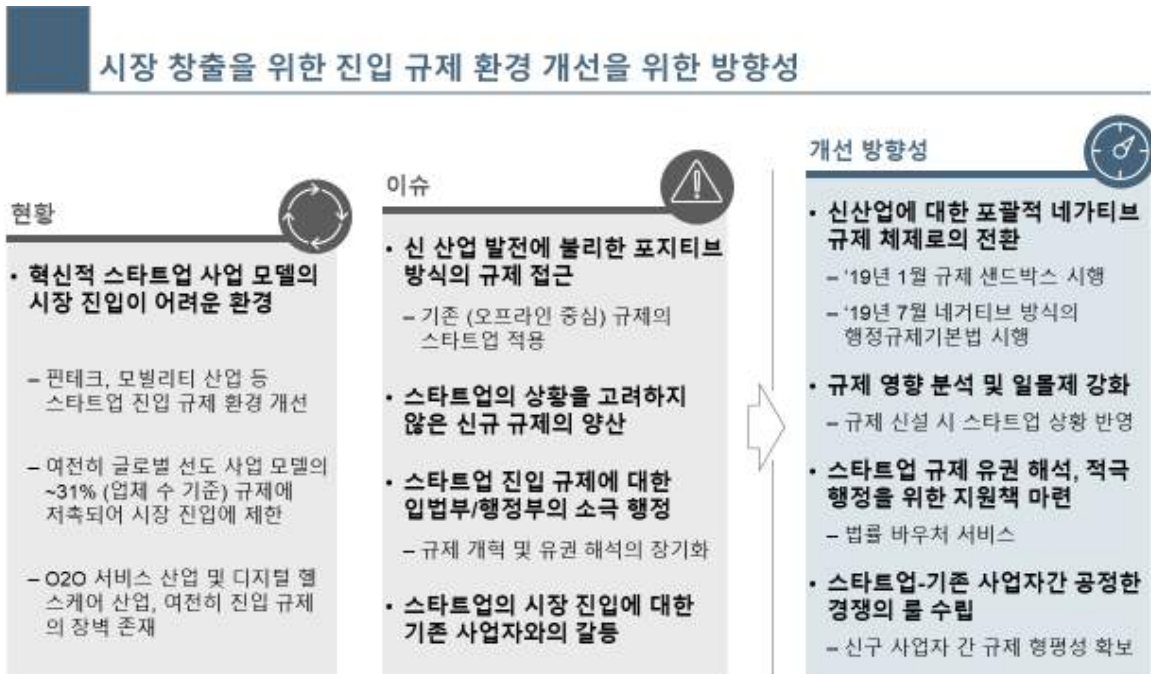 시장 창출을 위한 진입 규제 환경 개선을 위한 방향성
현황
• 혁신적 스타트업 사업 모델의
시장 진입이 어려운 환경
– 핀테크, 모빌리티 산업 등
스타트업 진입 규제 환경 개선
– 여전히 글로벌 선도 사업 모델의
~31% (업체 수 기준) 규제에
저촉되어 시장 진입에 제한
– O2O 서비스 산업 및 디지털 헬
스케어 산업, 여전히 진입 규제
의 장벽 존재
이슈
• 신 산업 발전에 불리한 포지티브
방식의 규제 접근
– 기존 (오프라인 중심) 규제의
스타트업 적용
• 스타트업의 상황을 고려하지
않은 신규 규제의 양산
• 스타트업 진입 규제에 대한
입법부/행정부의 소극 행정
– 규제 개혁 및 유권 해석의 장기화
• 스타트업의 시장 진입에 대한
기존 사업자와의 갈등
개선 방향성
• 신산업에 대한 포괄적 네가티브
규제 체제로의 전환
– '19년 1월 규제 샌드박스 시행
– '19년 7월 네거티브 방식의
행정규제기본법 시행
• 규제 영향 분석 및 일몰제 강화
– 규제 신설 시 스타트업 상황 반영
• 스타트업 규제 유권 해석, 적극
행정을 위한 지원책 마련
– 법률 바우처 서비스
• 스타트업-기존 사업자간 공정한
경쟁의 룰 수립
– 신구 사업자 간 규제 형평성 확보